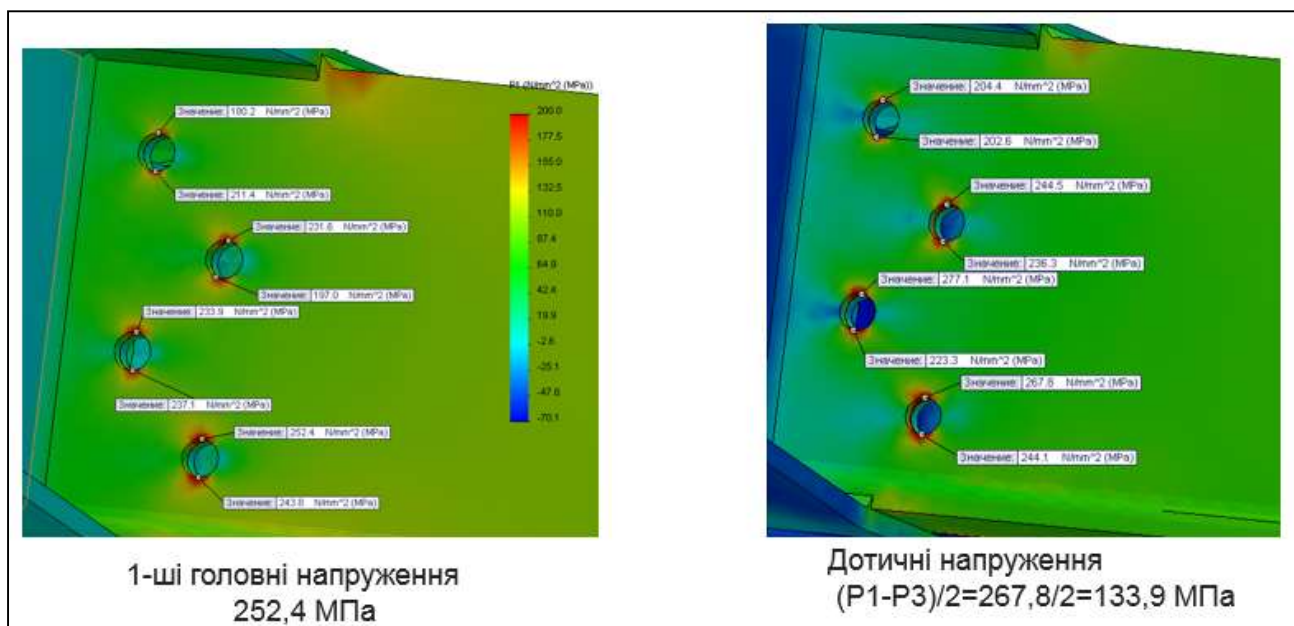 P1 (N/mm^2 (MPa))
200.0
177.5
155.0
132.5
110.0
87.4
64.9
42.4
19.9
-2.6
-25.1
-47.6
-70.1
Значение: 180.2 N/mm^2 (MPa)
Значение: 211.4 N/mm^2 (MPa)
Значение: 231.6 N/mm^2 (MPa)
Значение: 197.0 N/mm^2 (MPa)
Значение: 233.9 N/mm^2 (MPa)
Значение: 237.1 N/mm^2 (MPa)
Значение: 252.4 N/mm^2 (MPa)
Значение: 243.8 N/mm^2 (MPa)
1-ші головні напруження
252,4 МПа
Значение: 204.4 N/mm^2 (MPa)
Значение: 202.6 N/mm^2 (MPa)
Значение: 244.5 N/mm^2 (MPa)
Значение: 236.3 N/mm^2 (MPa)
Значение: 277.1 N/mm^2 (MPa)
Значение: 223.3 N/mm^2 (MPa)
Значение: 267.8 N/mm^2 (MPa)
Значение: 244.1 N/mm^2 (MPa)
Дотичні напруження
(P1-P3)/2=267,8/2=133,9 МПа